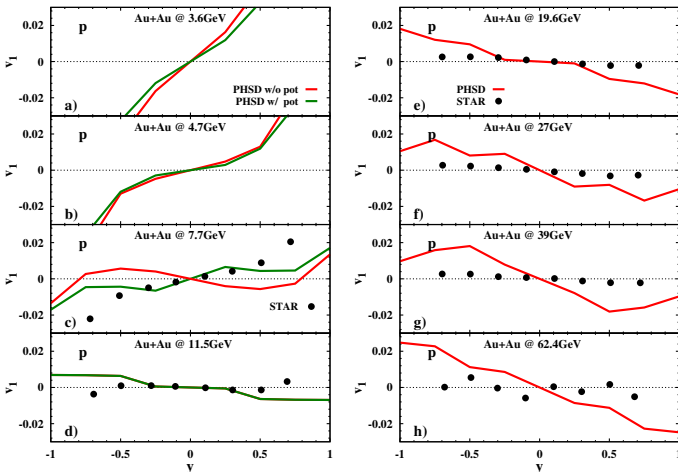 p Au+Au @ 3.6GeV
0.02
v1 0
PHSD w/o pot
PHSD w/ pot
-0.02
a)
p Au+Au @ 4.7GeV
0.02
v1 0
-0.02
b)
p Au+Au @ 7.7GeV
0.02
v1 0
STAR
-0.02
c)
p Au+Au @ 11.5GeV
0.02
v1 0
-0.02
d)
-1 -0.5 0 0.5 1
y
p Au+Au @ 19.6GeV
0.02
v1 0
PHSD
STAR
-0.02
e)
p Au+Au @ 27GeV
0.02
v1 0
-0.02
f)
p Au+Au @ 39GeV
0.02
v1 0
-0.02
g)
p Au+Au @ 62.4GeV
0.02
v1 0
-0.02
h)
-1 -0.5 0 0.5 1
y